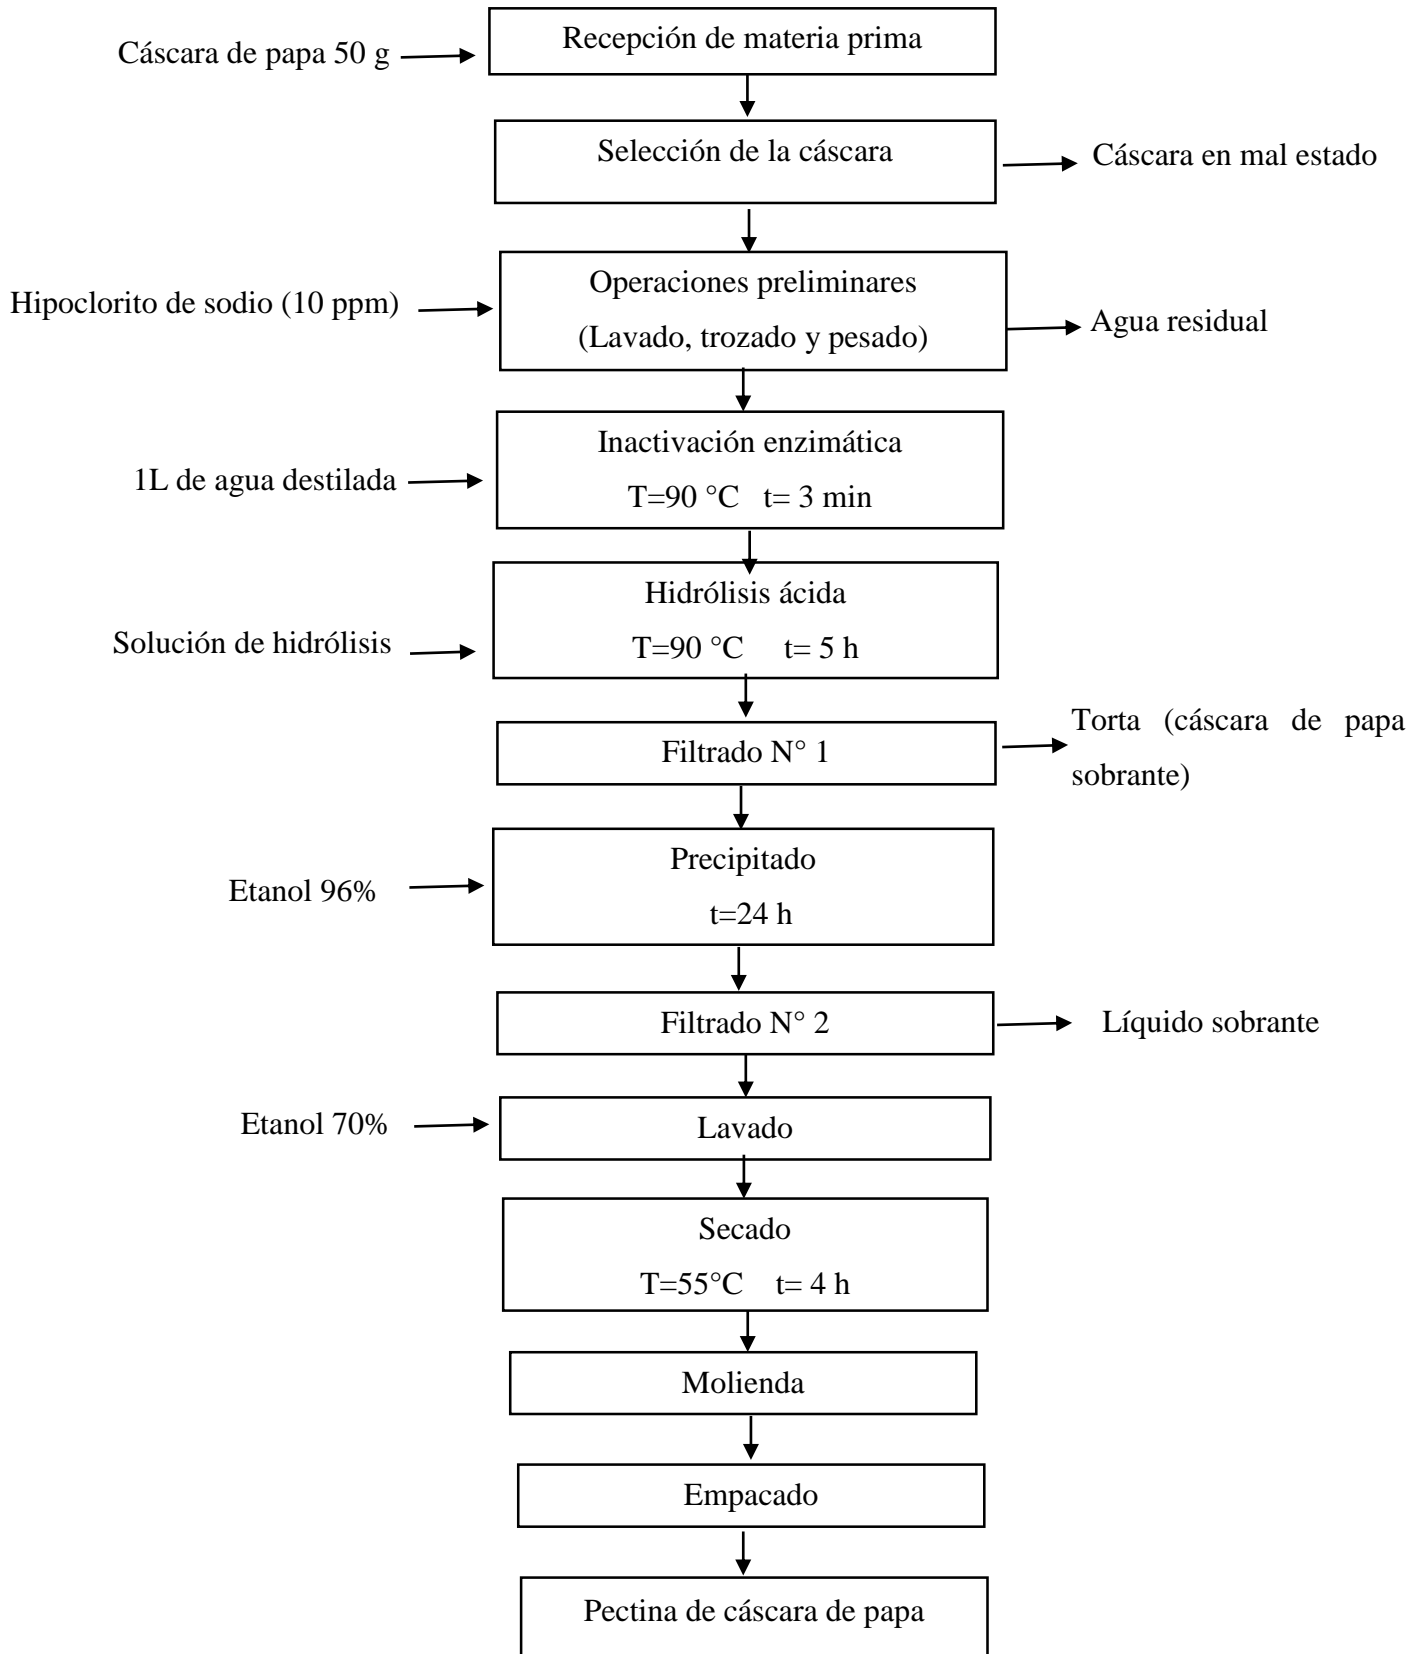 Recepción de materia prima
Cáscara de papa 50 g
Selección de la cáscara
Cáscara en mal estado
Operaciones preliminares
Hipoclorito de sodio (10 ppm)
Agua residual
(Lavado, trozado y pesado)
Inactivación enzimática
1L de agua destilada
T=90 °C t= 3 min
Hidrólisis ácida
Solución de hidrólisis
T=90 °C t= 5 h
Torta (cáscara de papa
Filtrado N° 1
sobrante)
Precipitado
Etanol 96%
t=24 h
Filtrado N° 2
Líquido sobrante
Etanol 70%
Lavado
Secado
T=55°C t= 4 h
Molienda
Empacado
Pectina de cáscara de papa